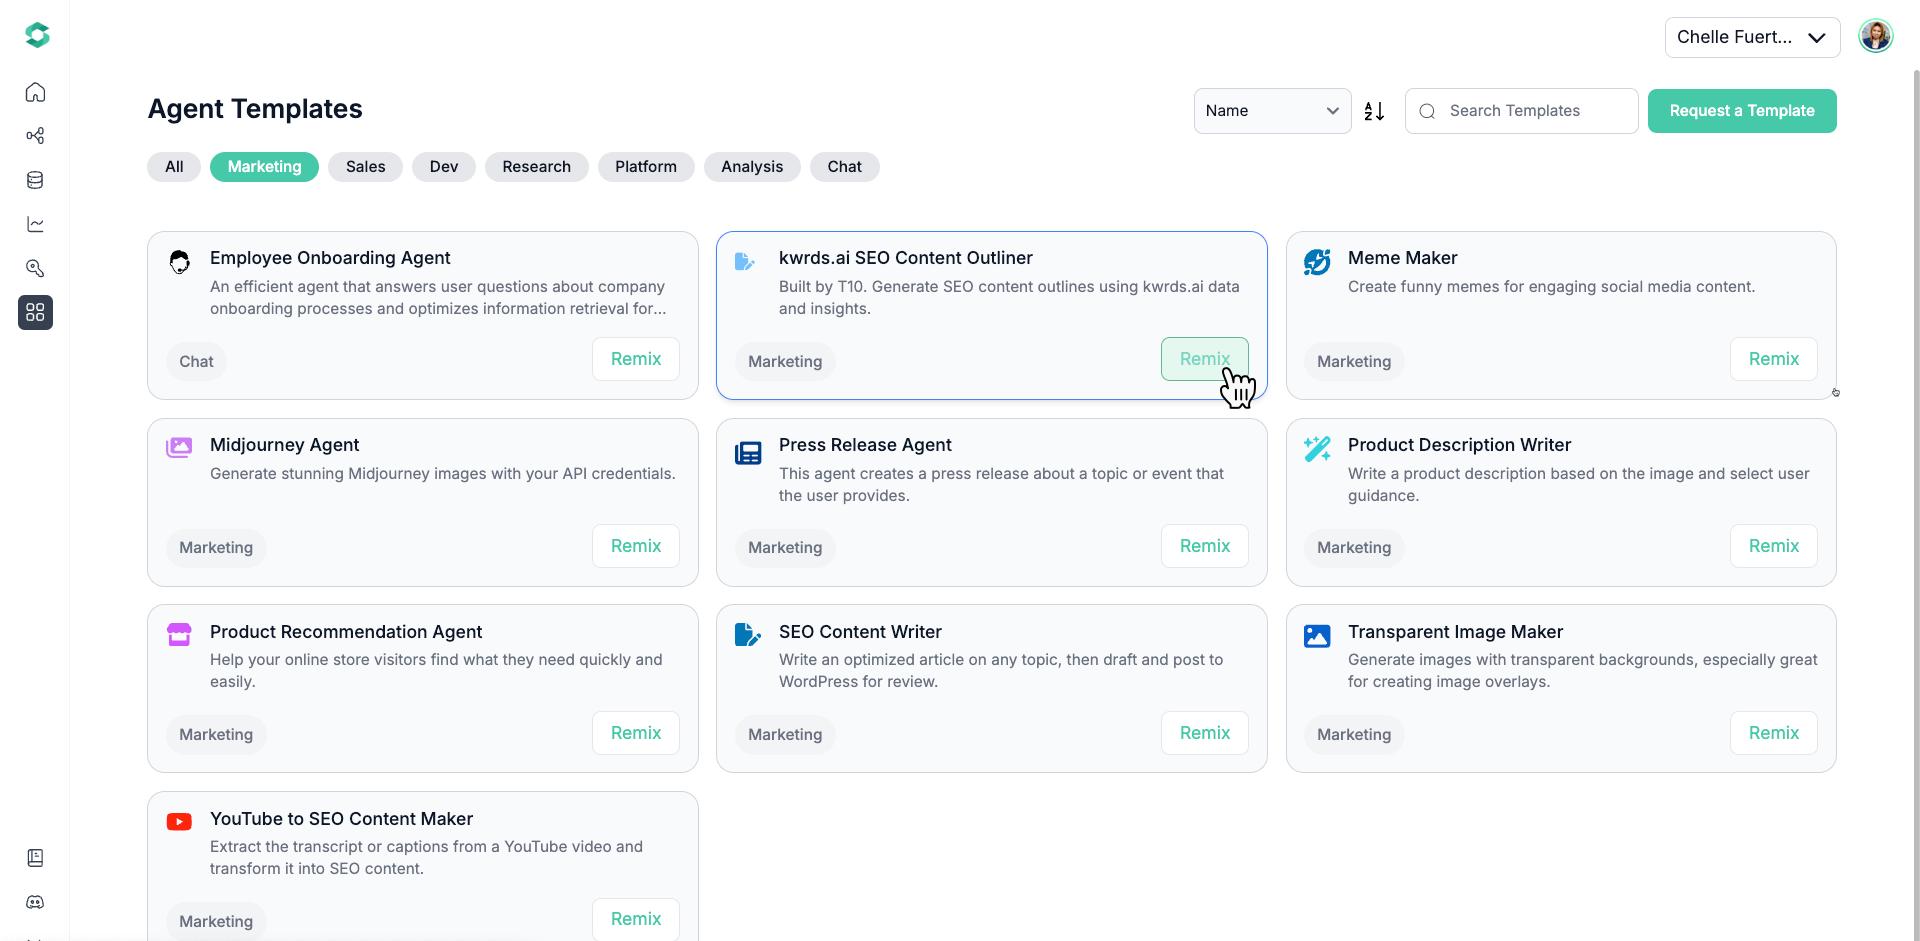 Chelle Fuert...
Agent Templates
Name
A
Z
Search Templates
Request a Template
All
Marketing
Sales
Dev
Research
Platform
Analysis
Chat
Employee Onboarding Agent
An efficient agent that answers user questions about company
onboarding processes and optimizes information retrieval for...
Chat
Remix
kwrds.ai SEO Content Outliner
Built by T10. Generate SEO content outlines using kwrds.ai data
and insights.
Marketing
Remix
Meme Maker
Create funny memes for engaging social media content.
Marketing
Remix
Midjourney Agent
Generate stunning Midjourney images with your API credentials.
Marketing
Remix
Press Release Agent
This agent creates a press release about a topic or event that
the user provides.
Marketing
Remix
Product Description Writer
Write a product description based on the image and select user
guidance.
Marketing
Remix
Product Recommendation Agent
Help your online store visitors find what they need quickly and
easily.
Marketing
Remix
SEO Content Writer
Write an optimized article on any topic, then draft and post to
WordPress for review.
Marketing
Remix
Transparent Image Maker
Generate images with transparent backgrounds, especially great
for creating image overlays.
Marketing
Remix
YouTube to SEO Content Maker
Extract the transcript or captions from a YouTube video and
transform it into SEO content.
Marketing
Remix